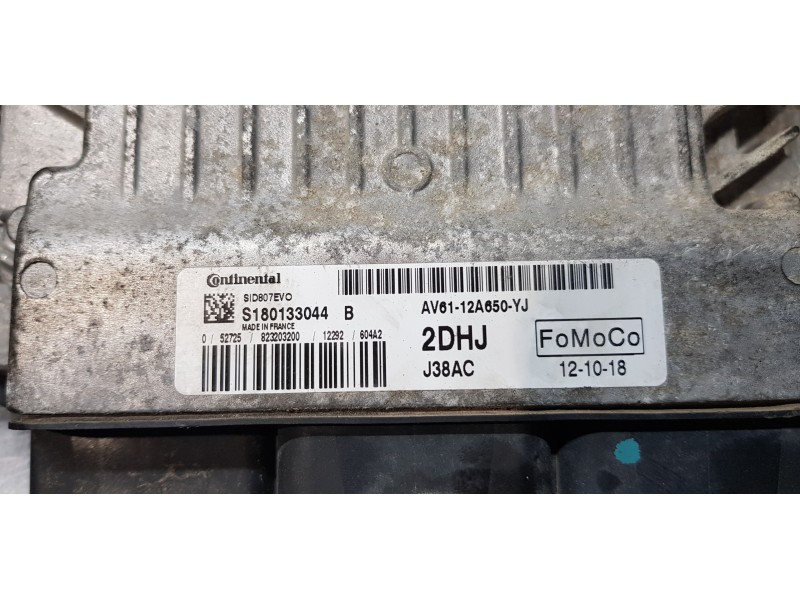 Continental
SID807EVO
S180133044 B
MADE IN FRANCE
0 / 52725 / 823203200 / 12292 / 604A2
AV61-12A650-YJ
2DHJ
FoMoCo
J38AC
12-10-18